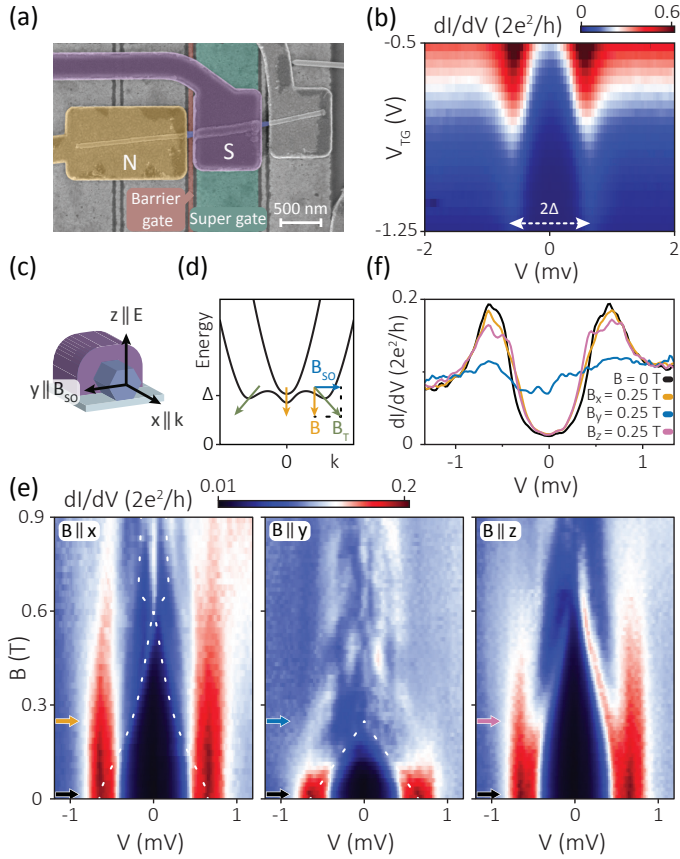 (a)
N
S
Barrier
gate
Super gate
500 nm
(b)
dI/dV (2e²/h)
0
0.6
-0.5
V_TG (V)
-1.25
2Δ
-2
0
2
V (mv)
(c)
z || E
y || B_SO
x || k
(d)
Energy
Δ
0
B_SO
B
B_T
0
k
(f)
dI/dV (2e²/h)
0.2
0
B = 0 T
B_x = 0.25 T
B_y = 0.25 T
B_z = 0.25 T
-1
0
1
V (mV)
(e)
dI/dV (2e²/h)
0.01
0.2
B || x
B || y
B || z
B (T)
0.9
0.6
0.3
0
-1
0
1
V (mV)
-1
0
1
V (mV)
-1
0
1
V (mV)